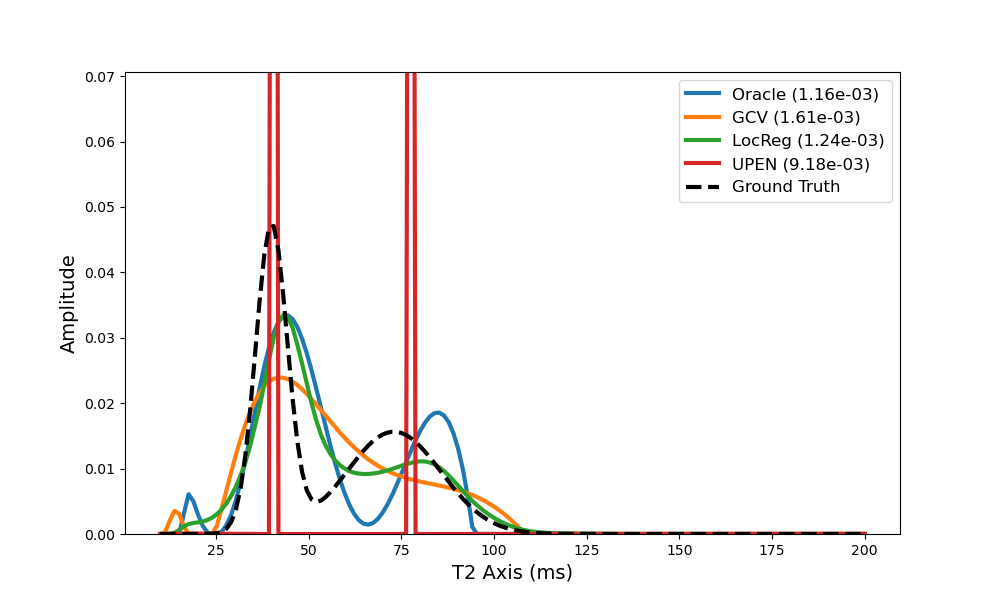 0.07
0.06
0.05
0.04
0.03
0.02
0.01
0.00
Amplitude
25
50
75
100
125
150
175
200
T2 Axis (ms)
Oracle (1.16e-03)
GCV (1.61e-03)
LocReg (1.24e-03)
UPEN (9.18e-03)
Ground Truth